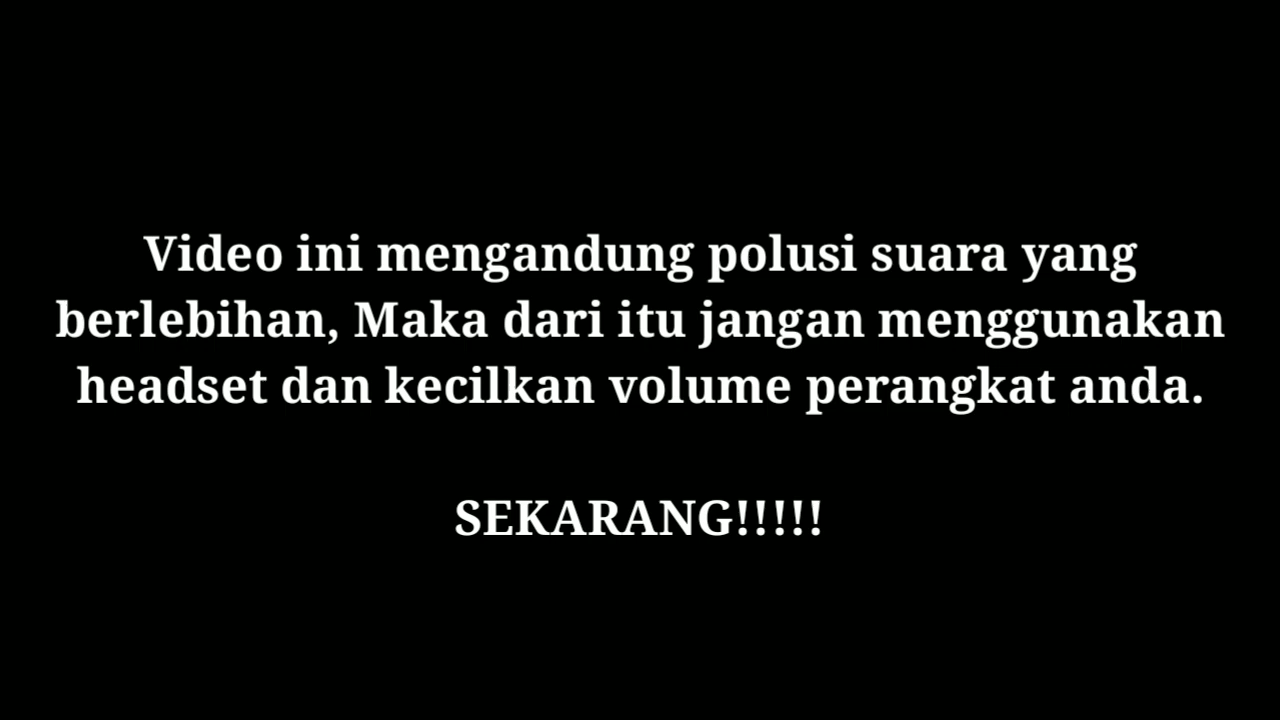 Video ini mengandung polusi suara yang
berlebihan, Maka dari itu jangan menggunakan
headset dan kecilkan volume perangkat anda.
SEKARANG!!!!!